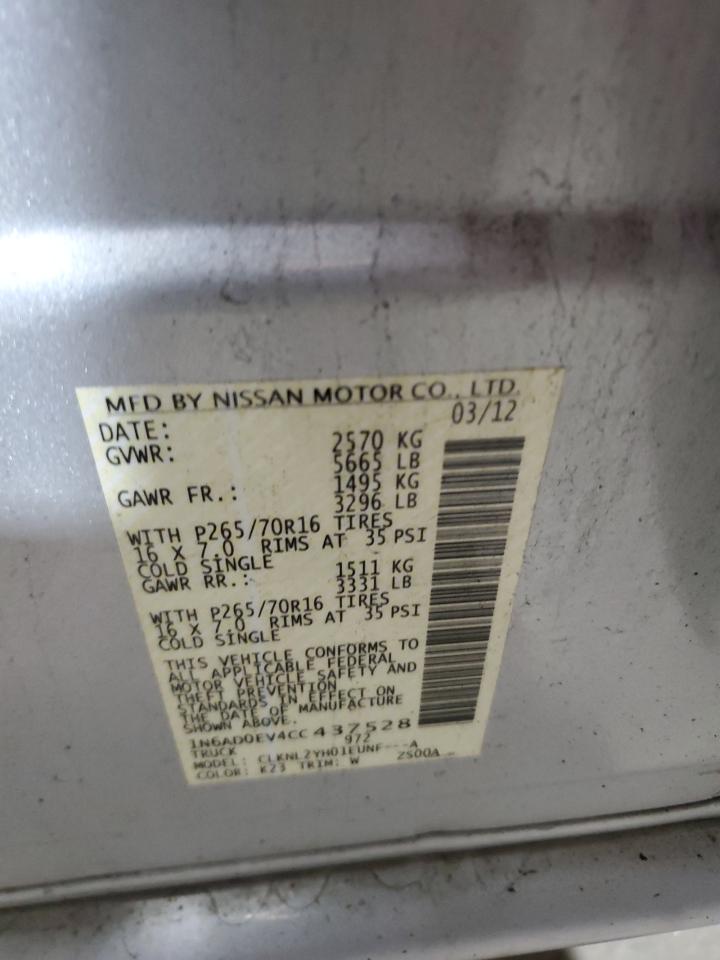 MFD BY NISSAN MOTOR CO., LTD.
DATE: 03/12
GVWR: 2570 KG
5665 LB
GAWR FR.: 1495 KG
3296 LB
WITH P265/70R16 TIRES
16 X 7.0 RIMS AT 35 PSI
COLD SINGLE
GAWR RR.: 1511 KG
3331 LB
WITH P265/70R16 TIRES
16 X 7.0 RIMS AT 35 PSI
COLD SINGLE
THIS VEHICLE CONFORMS TO
ALL APPLICABLE FEDERAL
MOTOR VEHICLE SAFETY AND
THEFT PREVENTION
STANDARDS IN EFFECT ON
THE DATE OF MANUFACTURE
SHOWN ABOVE.
1N6AD0EV4CC437528
TRUCK 972
MODEL: CLKNL2YH01EUNF---A
COLOR: K23 TRIM: W ZS00A